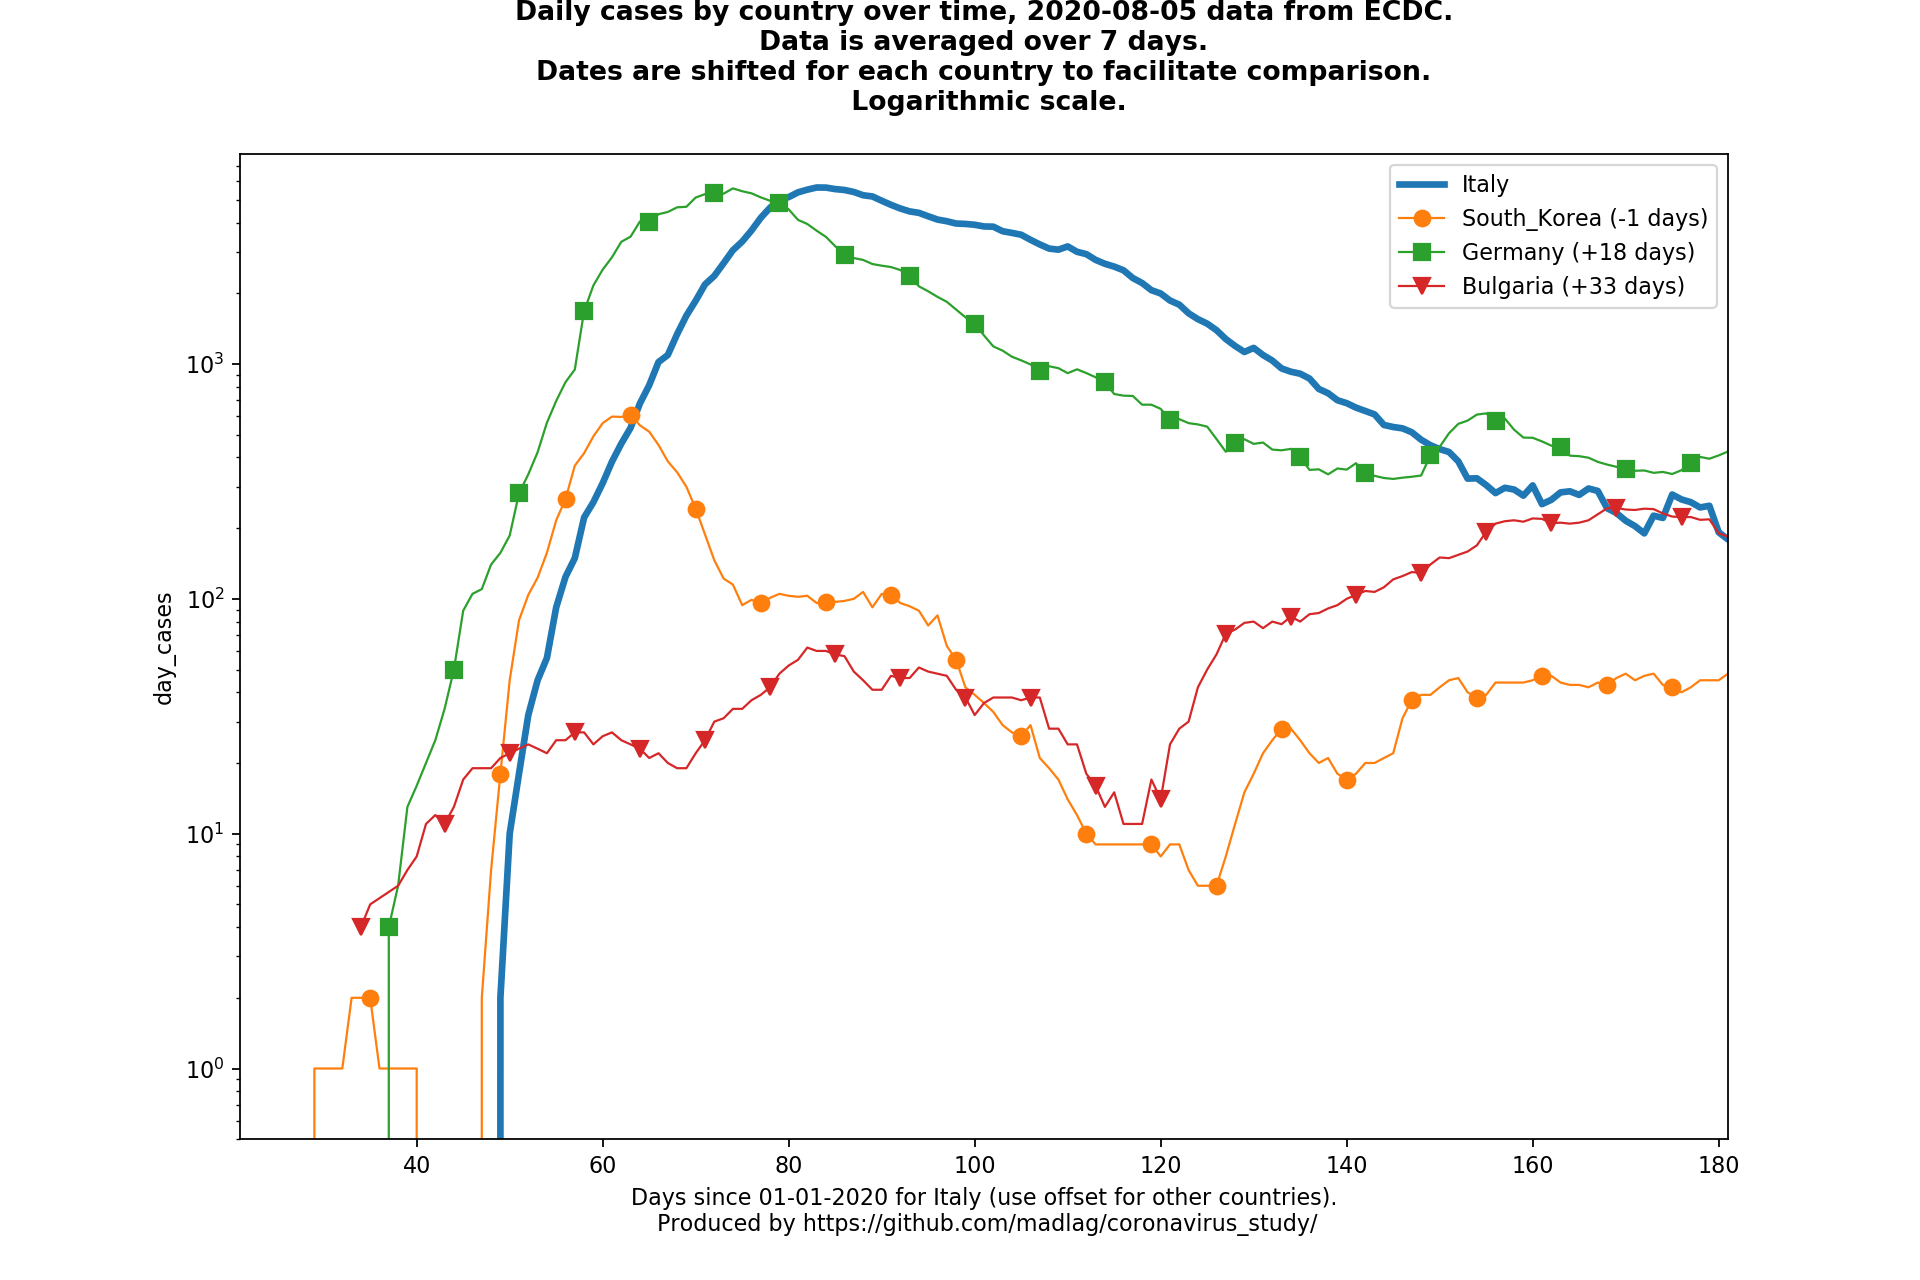 Daily cases by country over time, 2020-08-05 data from ECDC.
Data is averaged over 7 days.
Dates are shifted for each country to facilitate comparison.
Logarithmic scale.
Italy
South_Korea (-1 days)
Germany (+18 days)
Bulgaria (+33 days)
day_cases
10³
10²
10¹
10⁰
40 60 80 100 120 140 160 180
Days since 01-01-2020 for Italy (use offset for other countries).
Produced by https://github.com/madlag/coronavirus_study/